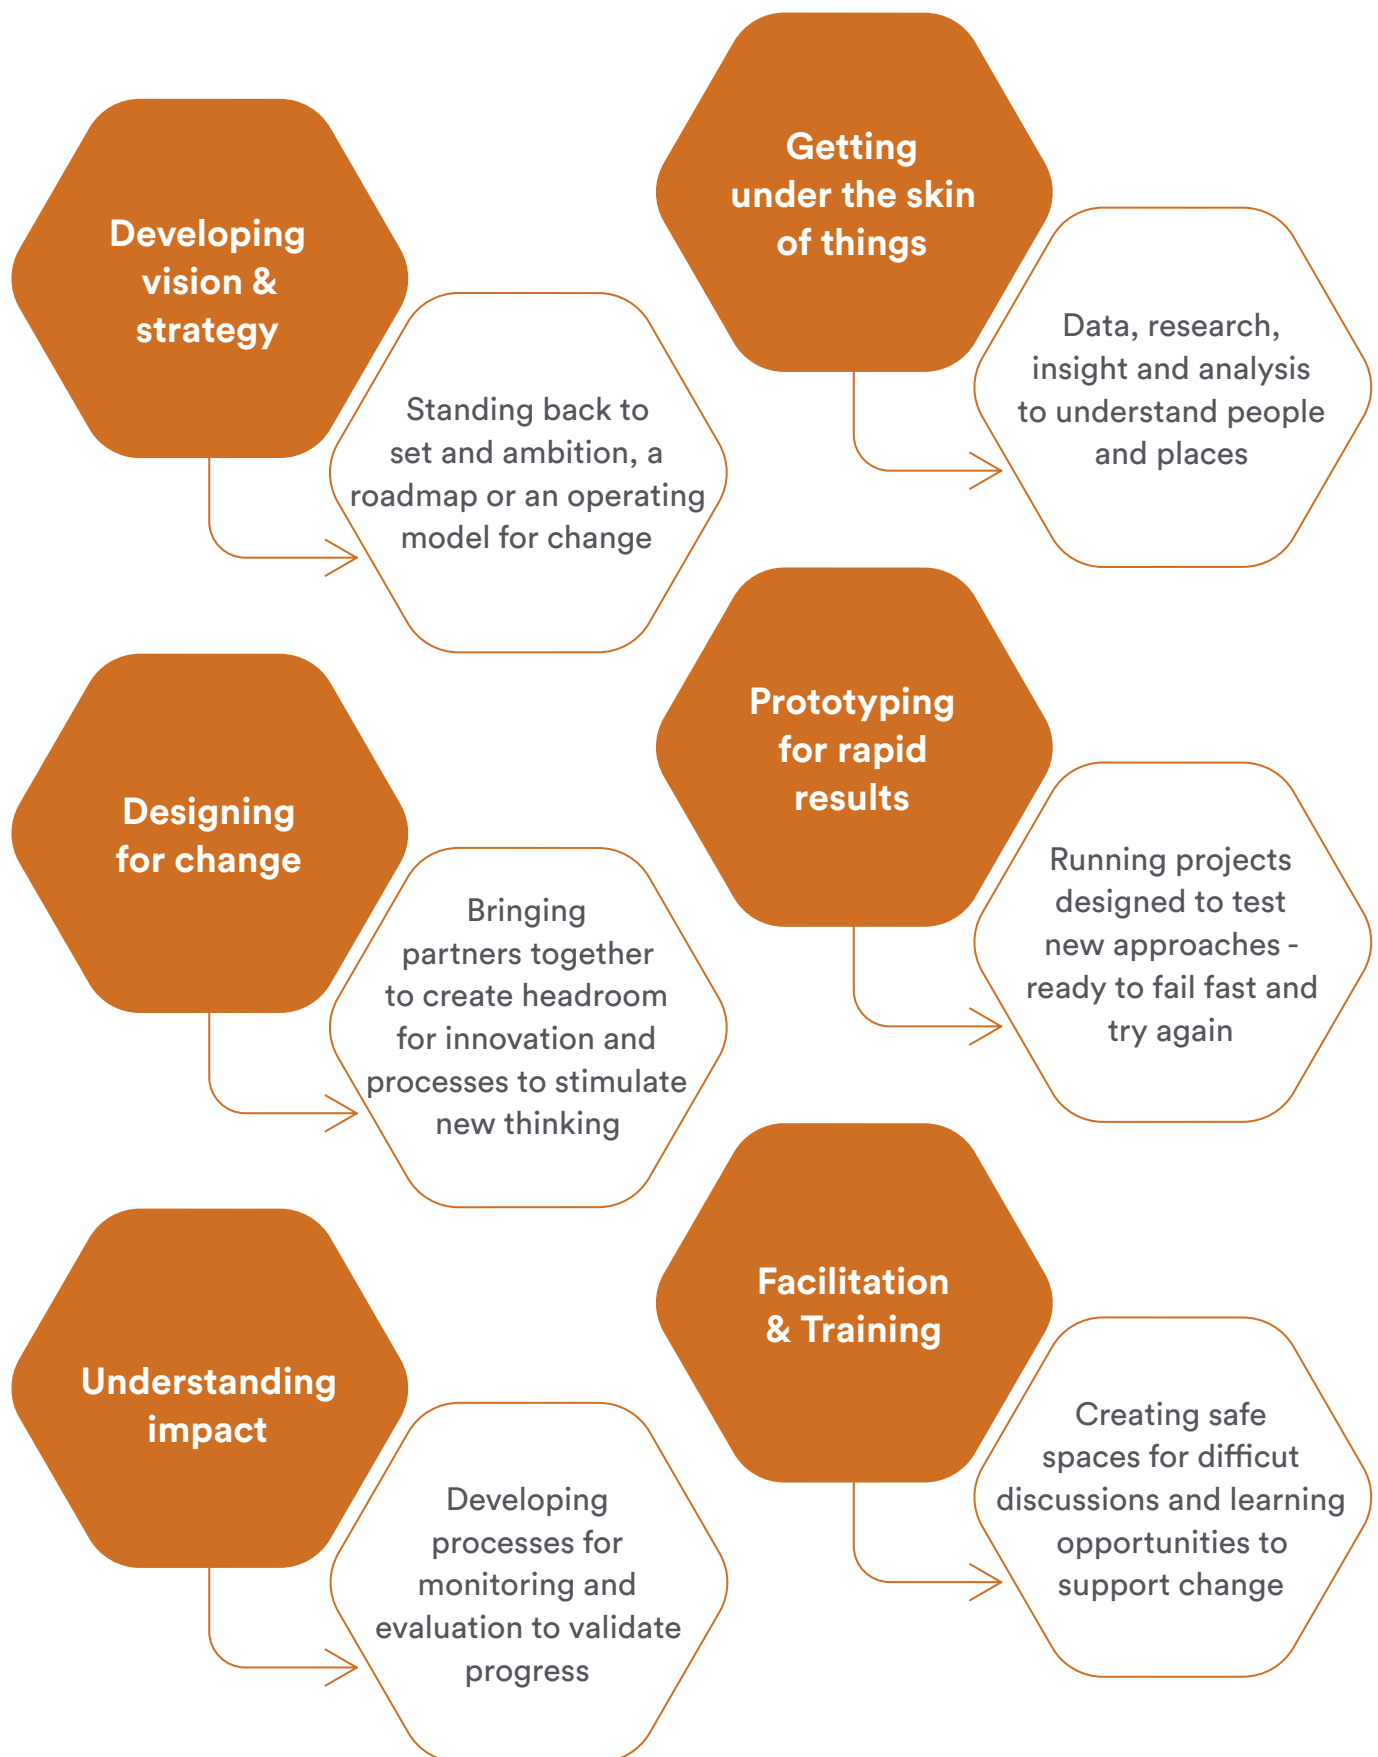 Developing
vision &
strategy
Standing back to
set and ambition, a
roadmap or an operating
model for change
Getting
under the skin
of things
Data, research,
insight and analysis
to understand people
and places
Designing
for change
Bringing
partners together
to create headroom
for innovation and
processes to stimulate
new thinking
Prototyping
for rapid
results
Running projects
designed to test
new approaches -
ready to fail fast and
try again
Understanding
impact
Developing
processes for
monitoring and
evaluation to validate
progress
Facilitation
& Training
Creating safe
spaces for difficut
discussions and learning
opportunities to
support change